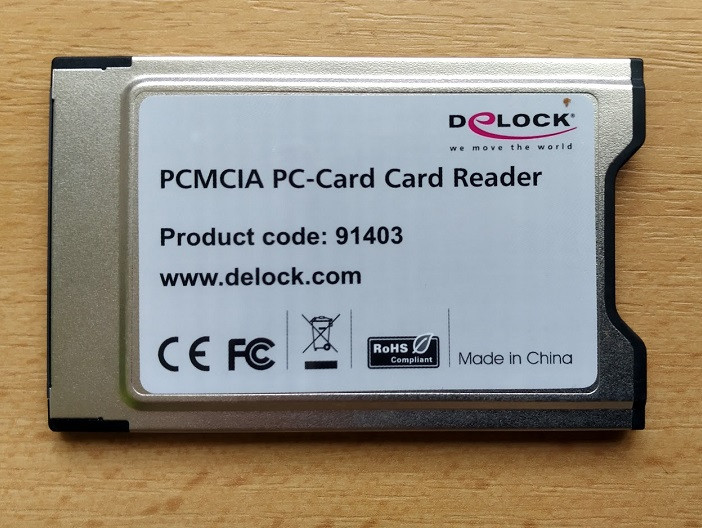 DELOCK®
we move the world
PCMCIA PC-Card Card Reader
Product code: 91403
www.delock.com
CE FC RoHS Compliant Made in China